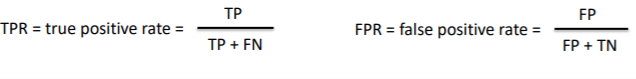 TPR = true positive rate = TP / TP + FN
FPR = false positive rate = FP / FP + TN